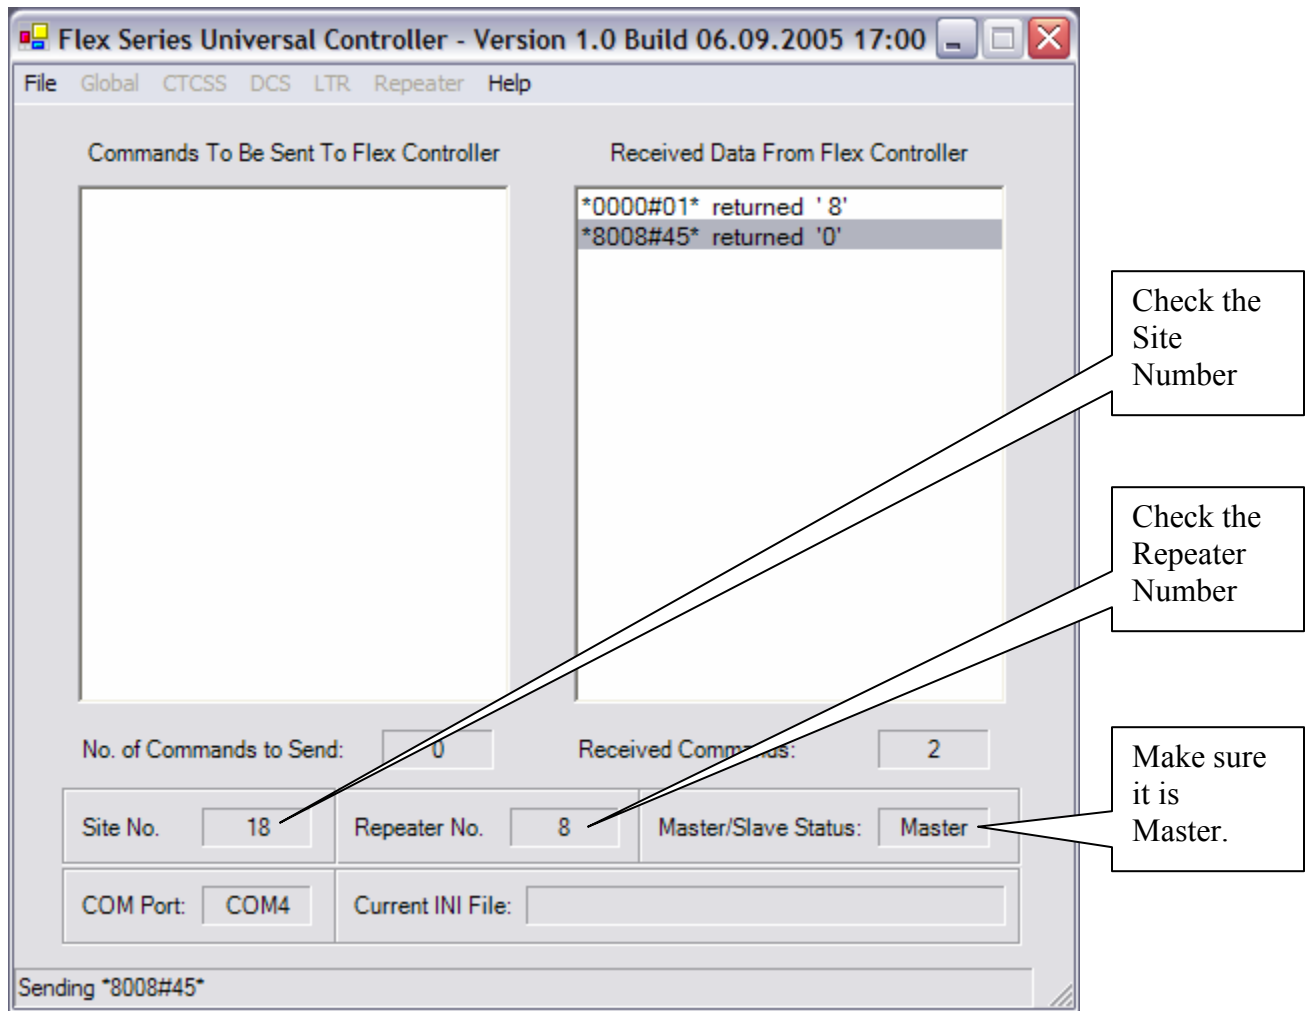 Flex Series Universal Controller - Version 1.0 Build 06.09.2005 17:00
File Global CTCSS DCS LTR Repeater Help
Commands To Be Sent To Flex Controller
Received Data From Flex Controller
*0000#01* returned ' 8'
*8008#45* returned '0'
Check the
Site
Number
Check the
Repeater
Number
No. of Commands to Send: 0
Received Commands: 2
Make sure
it is
Master.
Site No. 18
Repeater No. 8
Master/Slave Status: Master
COM Port: COM4
Current INI File:
Sending *8008#45*